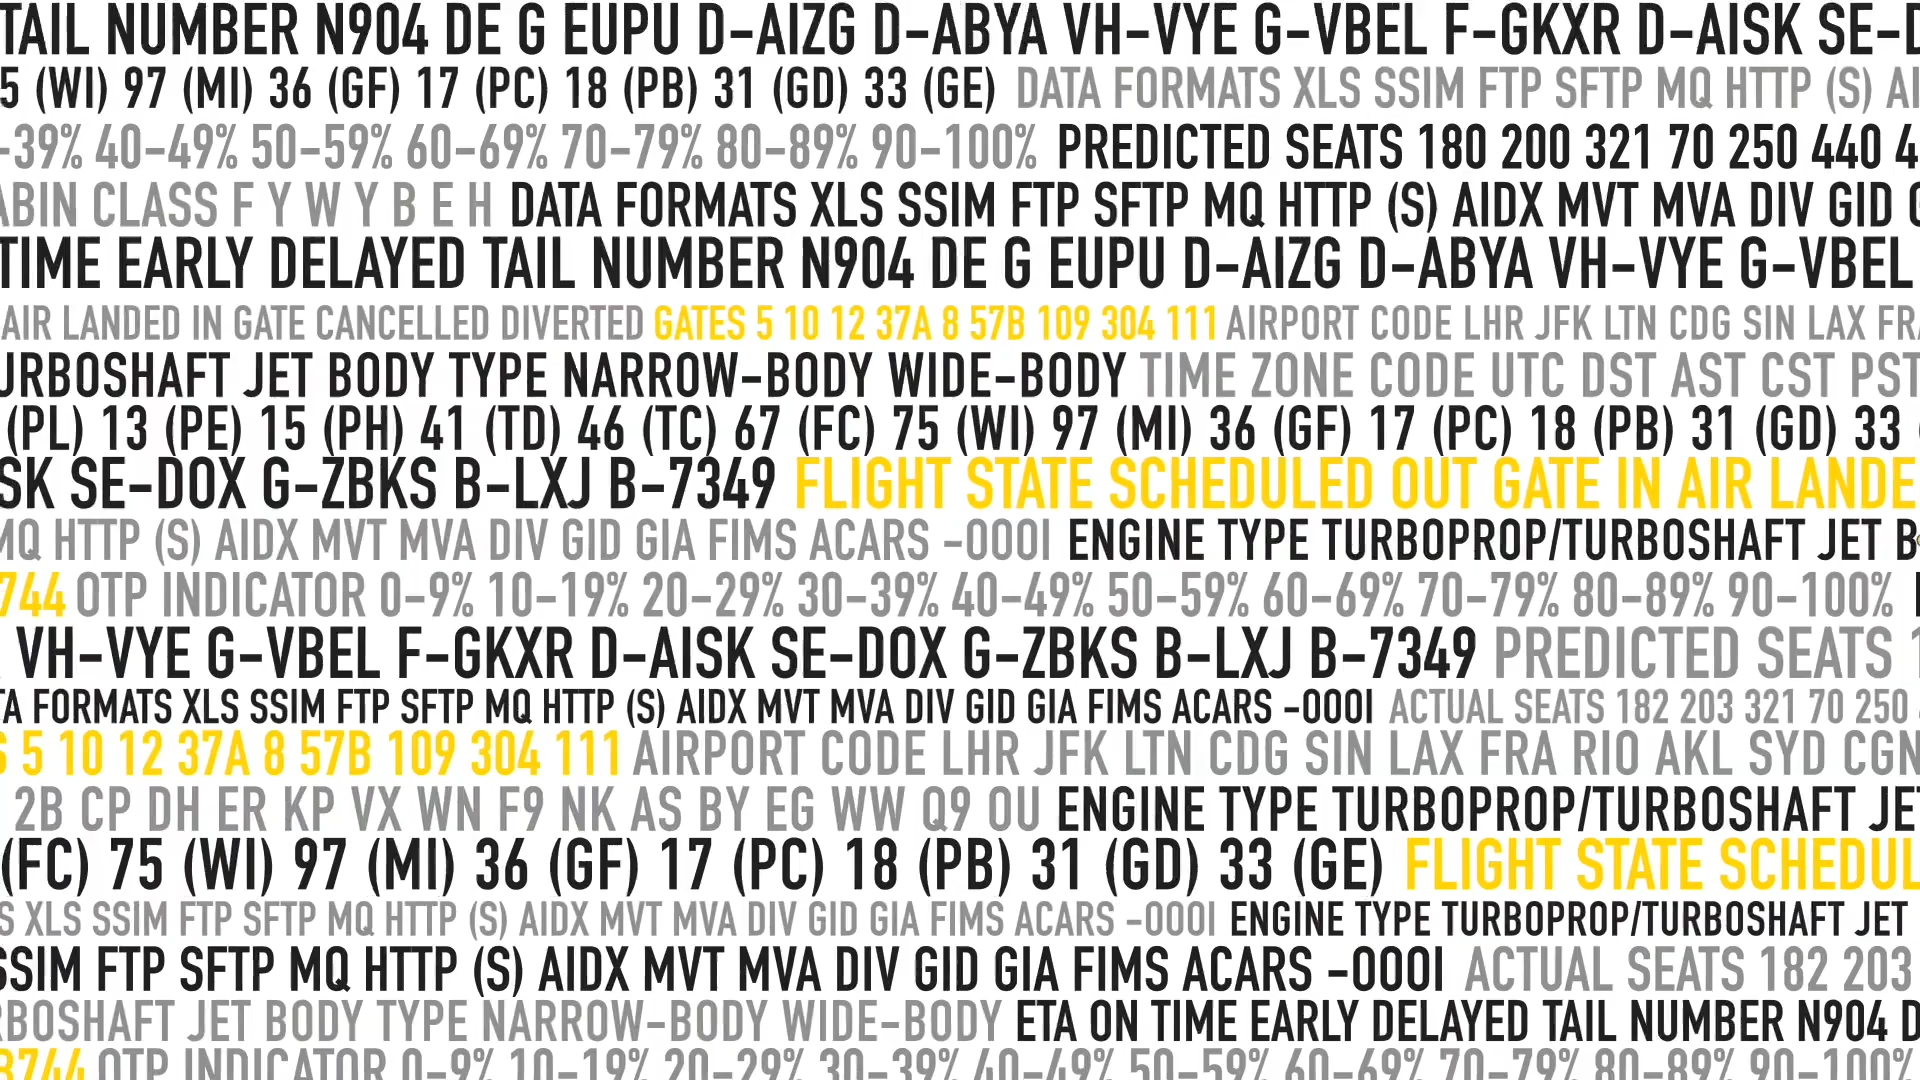 TAIL NUMBER N904 DE G EUPU D-AIZG D-ABYA VH-VYE G-VBEL F-GKXR D-AISK SE-D
5 (WI) 97 (MI) 36 (GF) 17 (PC) 18 (PB) 31 (GD) 33 (GE) DATA FORMATS XLS SSIM FTP SFTP MQ HTTP (S) AI
-39% 40-49% 50-59% 60-69% 70-79% 80-89% 90-100% PREDICTED SEATS 180 200 321 70 250 440 4
ABIN CLASS F Y W Y B E H DATA FORMATS XLS SSIM FTP SFTP MQ HTTP (S) AIDX MVT MVA DIV GID G
TIME EARLY DELAYED TAIL NUMBER N904 DE G EUPU D-AIZG D-ABYA VH-VYE G-VBEL
AIR LANDED IN GATE CANCELLED DIVERTED GATES 5 10 12 37A 8 57B 109 304 111 AIRPORT CODE LHR JFK LTN CDG SIN LAX FRA
URBOSHAFT JET BODY TYPE NARROW-BODY WIDE-BODY TIME ZONE CODE UTC DST AST CST PST
(PL) 13 (PE) 15 (PH) 41 (TD) 46 (TC) 67 (FC) 75 (WI) 97 (MI) 36 (GF) 17 (PC) 18 (PB) 31 (GD) 33 (
SK SE-DOX G-ZBKS B-LXJ B-7349 FLIGHT STATE SCHEDULED OUT GATE IN AIR LANDE
MQ HTTP (S) AIDX MVT MVA DIV GID GIA FIMS ACARS -OOOI ENGINE TYPE TURBOPROP/TURBOSHAFT JET B
744 OTP INDICATOR 0-9% 10-19% 20-29% 30-39% 40-49% 50-59% 60-69% 70-79% 80-89% 90-100%
VH-VYE G-VBEL F-GKXR D-AISK SE-DOX G-ZBKS B-LXJ B-7349 PREDICTED SEATS 1
TA FORMATS XLS SSIM FTP SFTP MQ HTTP (S) AIDX MVT MVA DIV GID GIA FIMS ACARS -OOOI ACTUAL SEATS 182 203 321 70 250
S 5 10 12 37A 8 57B 109 304 111 AIRPORT CODE LHR JFK LTN CDG SIN LAX FRA RIO AKL SYD CGN
2B CP DH ER KP VX WN F9 NK AS BY EG WW Q9 OU ENGINE TYPE TURBOPROP/TURBOSHAFT JET
(FC) 75 (WI) 97 (MI) 36 (GF) 17 (PC) 18 (PB) 31 (GD) 33 (GE) FLIGHT STATE SCHEDUL
S XLS SSIM FTP SFTP MQ HTTP (S) AIDX MVT MVA DIV GID GIA FIMS ACARS -OOOI ENGINE TYPE TURBOPROP/TURBOSHAFT JET
SSIM FTP SFTP MQ HTTP (S) AIDX MVT MVA DIV GID GIA FIMS ACARS -OOOI ACTUAL SEATS 182 203
RBOSHAFT JET BODY TYPE NARROW-BODY WIDE-BODY ETA ON TIME EARLY DELAYED TAIL NUMBER N904 D
B744 OTP INDICATOR 0-9% 10-19% 20-29% 30-39% 40-49% 50-59% 60-69% 70-79% 80-89% 90-100%